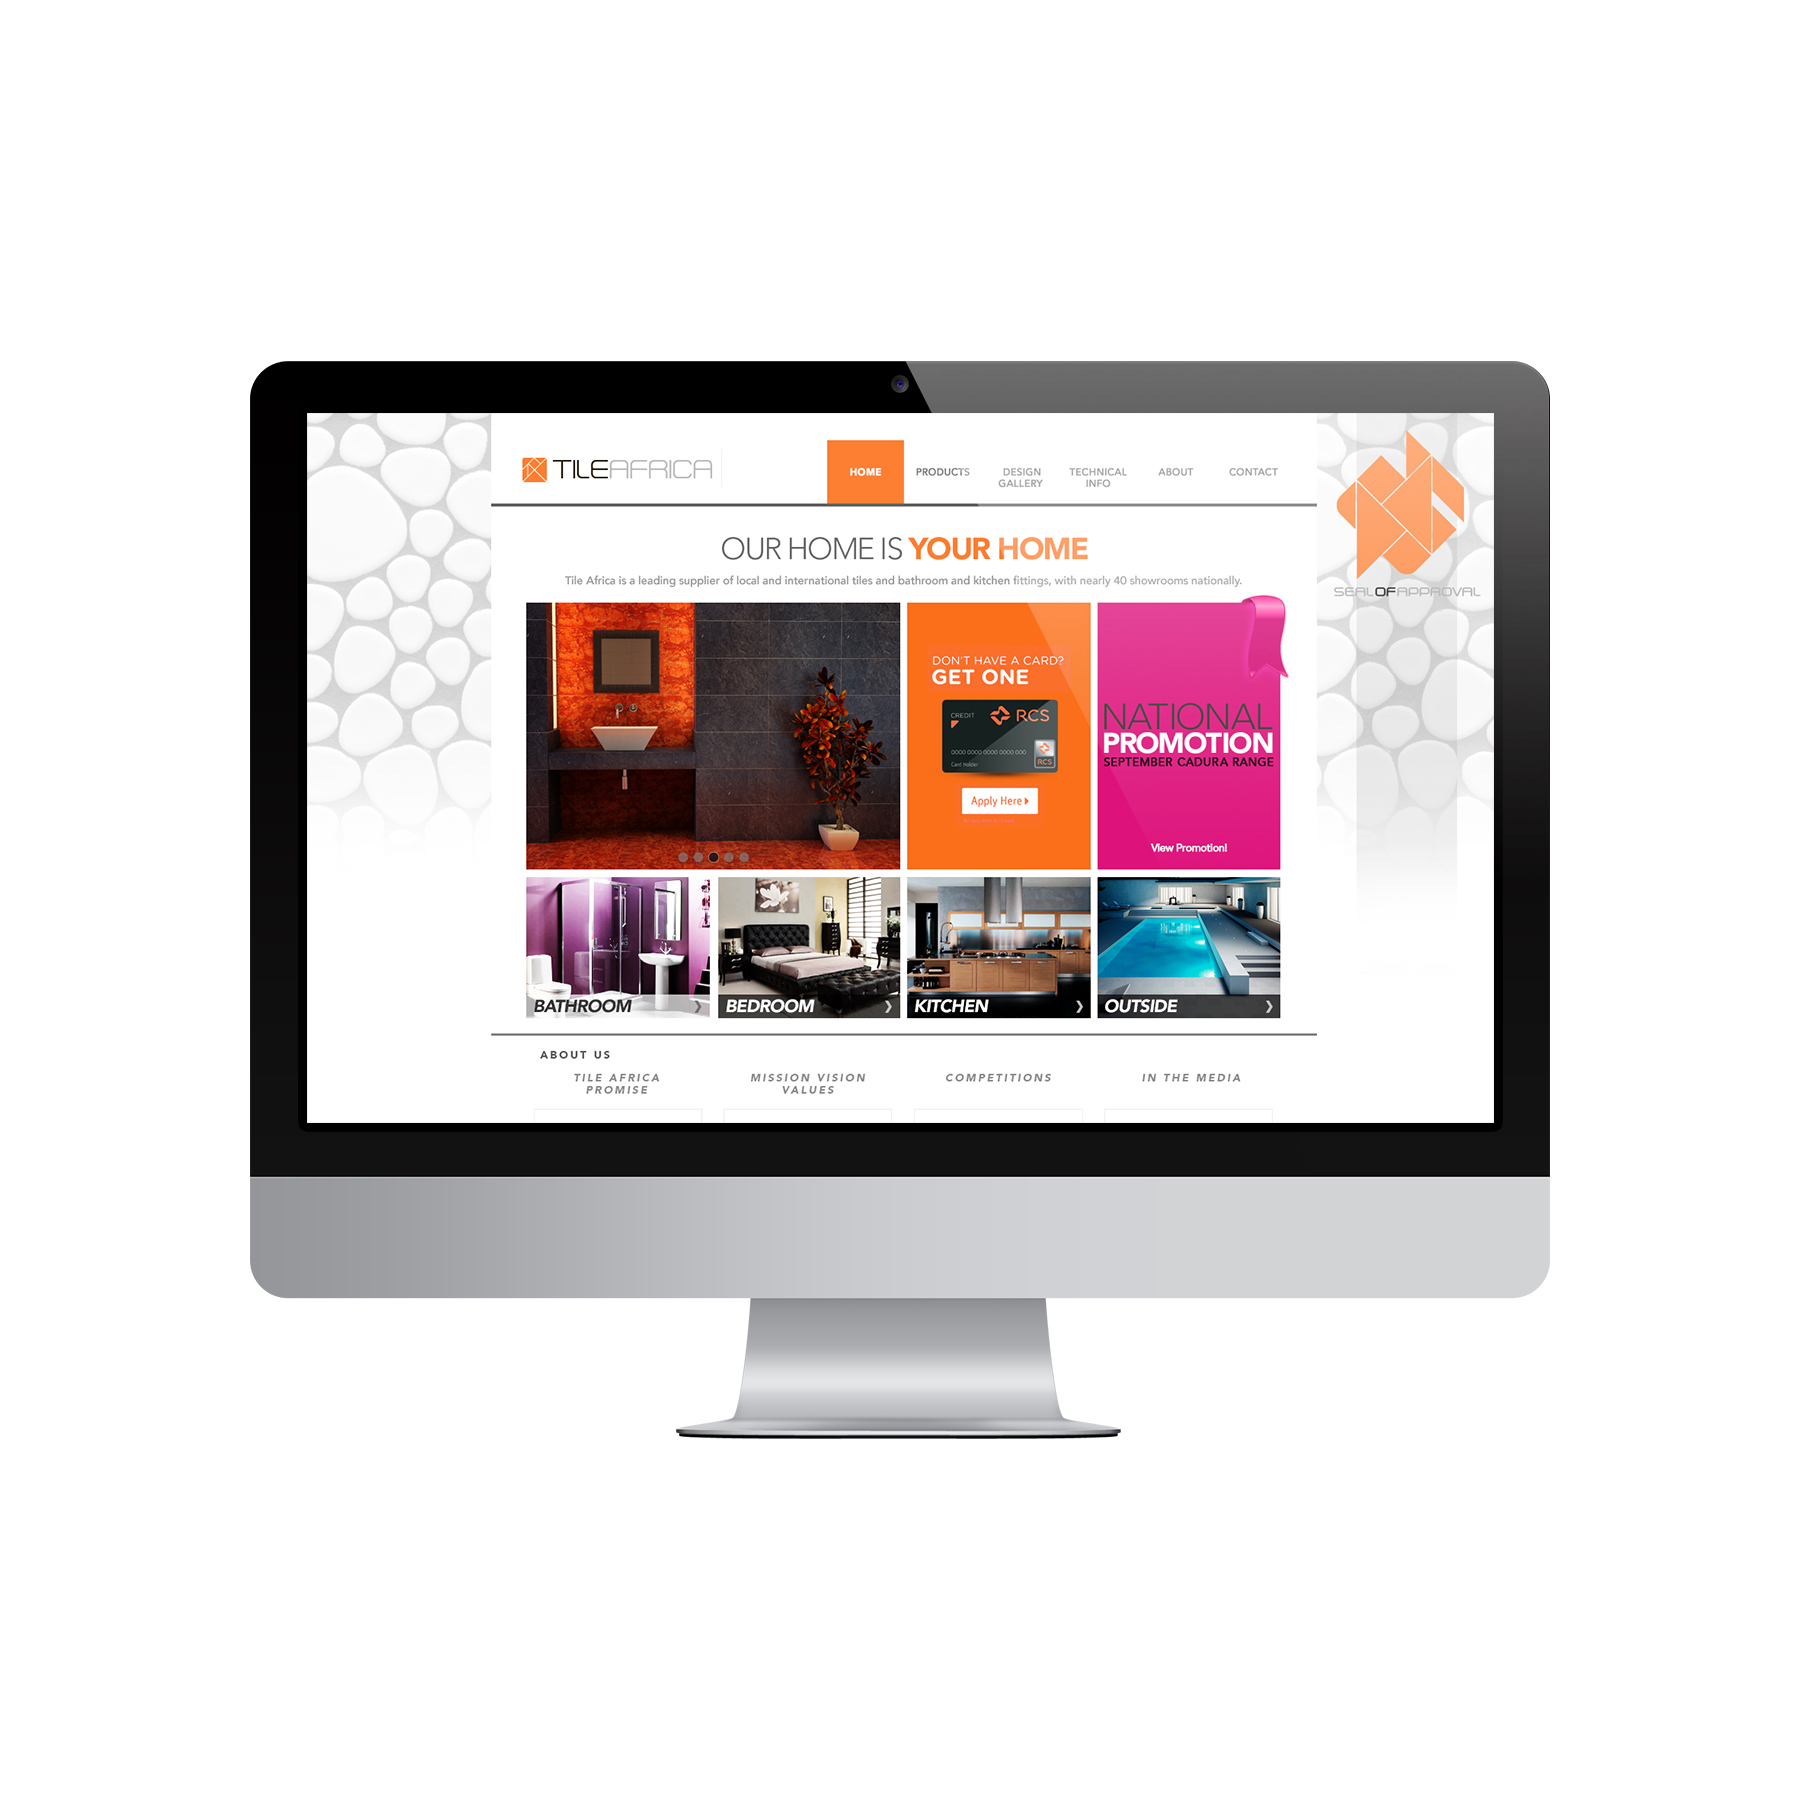 TILEAFRICA
HOME
PRODUCTS
DESIGN
GALLERY
TECHNICAL
INFO
ABOUT
CONTACT
SEALOFAPPROVAL
OUR HOME IS YOUR HOME
Tile Africa is a leading supplier of local and international tiles and bathroom and kitchen fittings, with nearly 40 showrooms nationally.
DON'T HAVE A CARD?
GET ONE
CREDIT
RCS
0000 0000 0000 0000 000
Card Holder
RCS
Apply Here
NATIONAL
PROMOTION
SEPTEMBER CADURA RANGE
View Promotion!
BATHROOM
BEDROOM
KITCHEN
OUTSIDE
ABOUT US
TILE AFRICA
PROMISE
MISSION VISION
VALUES
COMPETITIONS
IN THE MEDIA